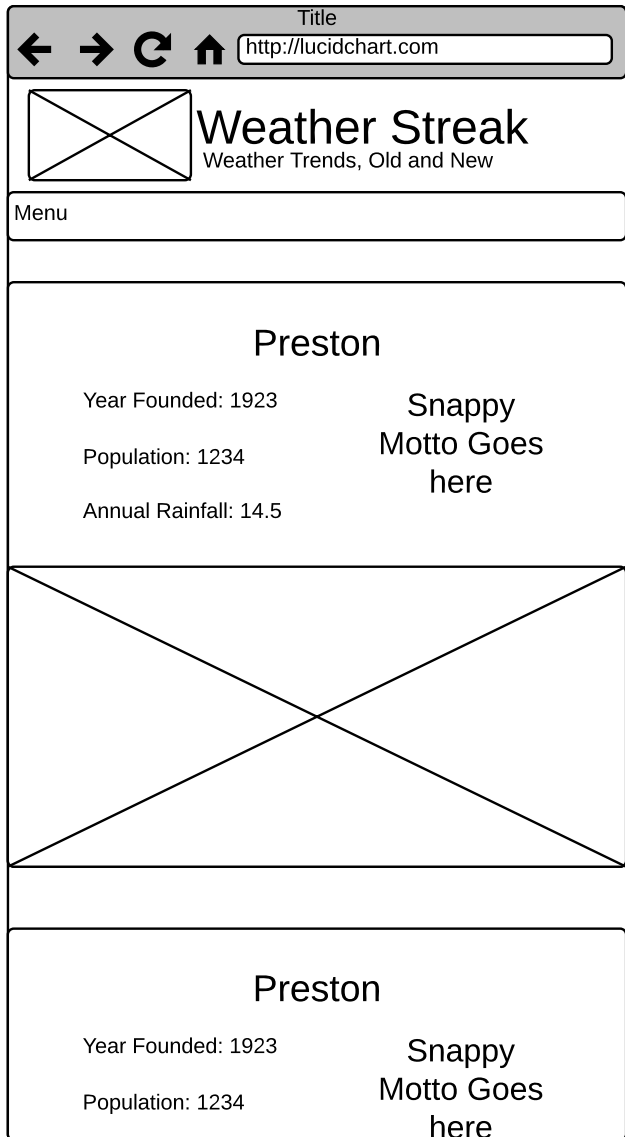 Title
http://lucidchart.com
Weather Streak
Weather Trends, Old and New
Menu
Preston
Year Founded: 1923
Population: 1234
Annual Rainfall: 14.5
Snappy
Motto Goes
here
Preston
Year Founded: 1923
Population: 1234
Snappy
Motto Goes
here